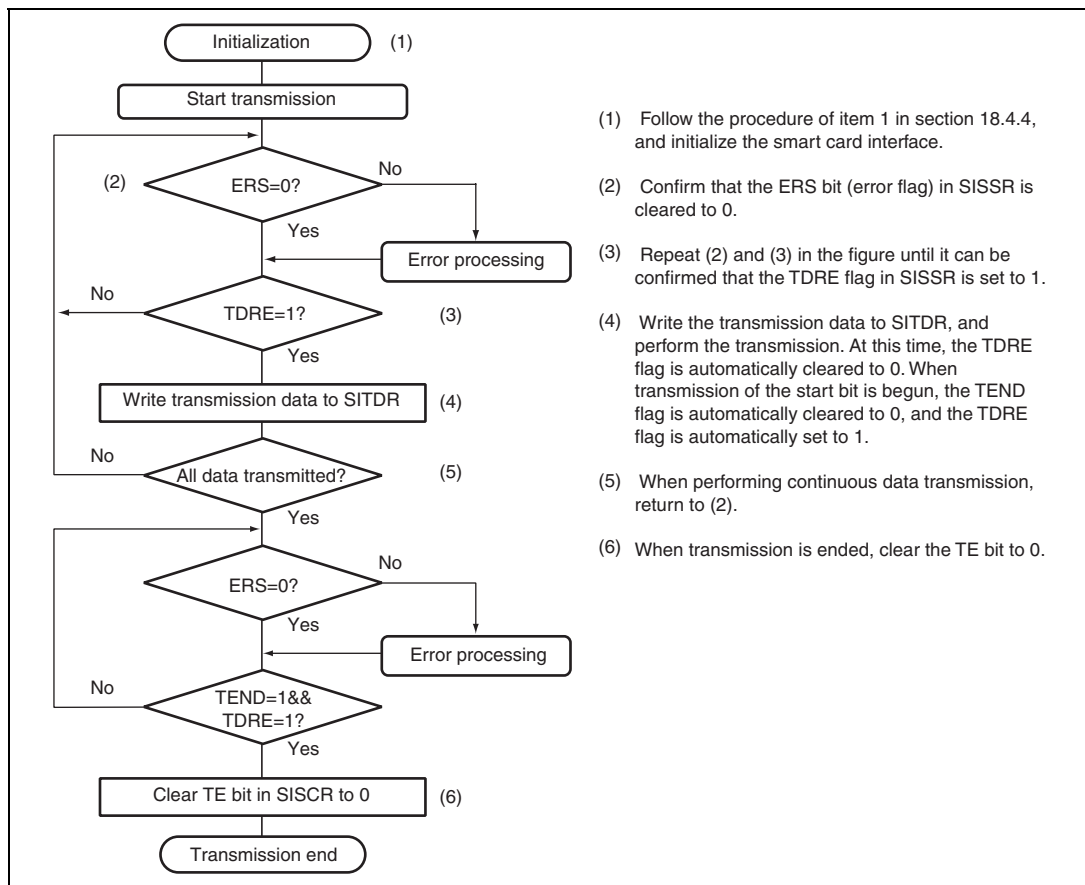 Initialization
(1)
Start transmission
(2)
ERS=0?
No
Yes
Error processing
No
TDRE=1?
(3)
Yes
Write transmission data to SITDR
(4)
No
All data transmitted?
(5)
Yes
ERS=0?
No
Yes
Error processing
No
TEND=1&&
TDRE=1?
Yes
Clear TE bit in SISCR to 0
(6)
Transmission end
(1) Follow the procedure of item 1 in section 18.4.4,
and initialize the smart card interface.
(2) Confirm that the ERS bit (error flag) in SISSR is
cleared to 0.
(3) Repeat (2) and (3) in the figure until it can be
confirmed that the TDRE flag in SISSR is set to 1.
(4) Write the transmission data to SITDR, and
perform the transmission. At this time, the TDRE
flag is automatically cleared to 0. When
transmission of the start bit is begun, the TEND
flag is automatically cleared to 0, and the TDRE
flag is automatically set to 1.
(5) When performing continuous data transmission,
return to (2).
(6) When transmission is ended, clear the TE bit to 0.